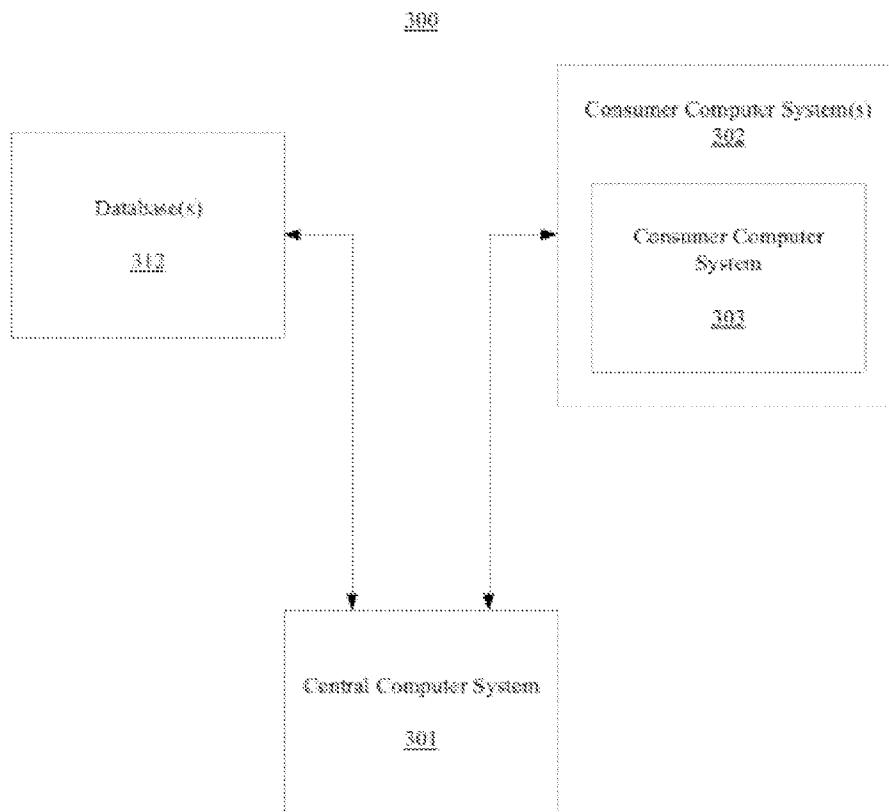 300
Consumer Computer System(s)
302
Database(s)
312
Consumer Computer
System
303
Central Computer System
301